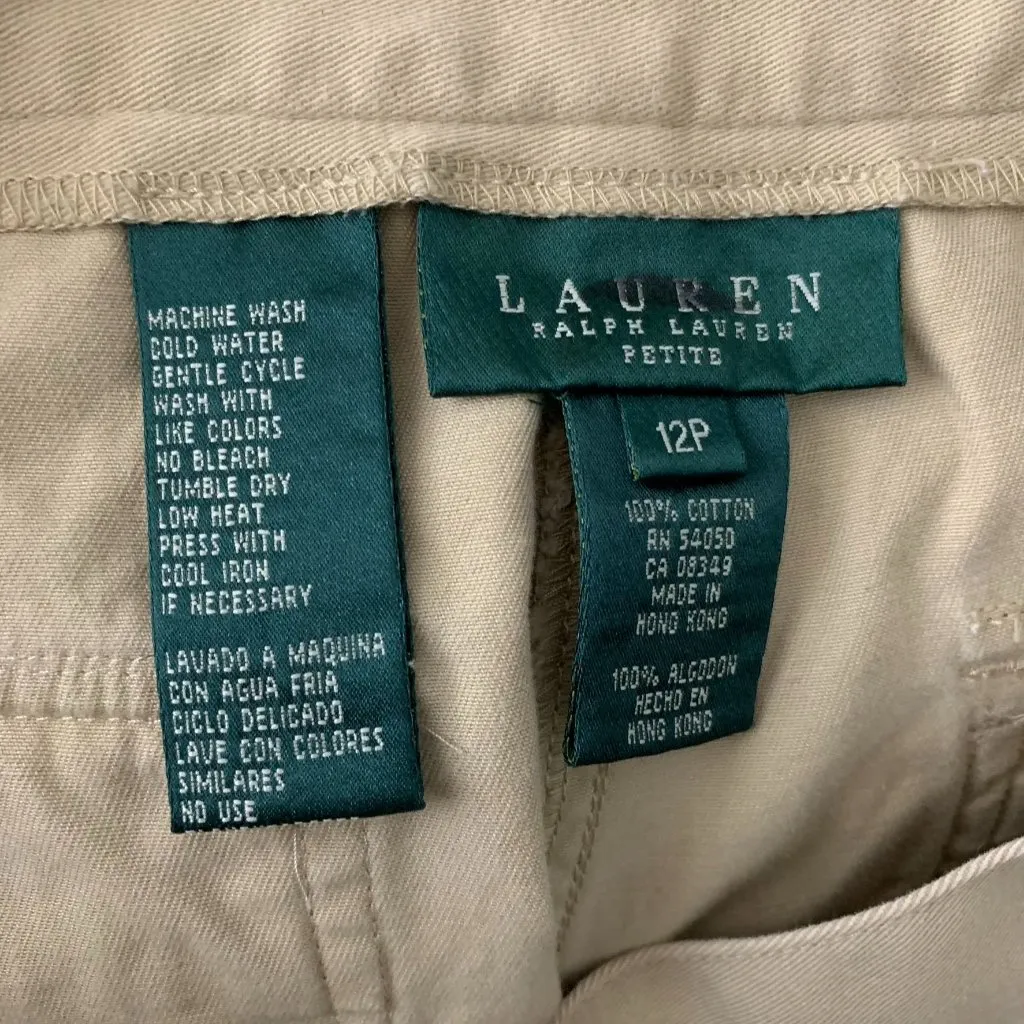 MACHINE WASH
COLD WATER
GENTLE CYCLE
WASH WITH
LIKE COLORS
NO BLEACH
TUMBLE DRY
LOW HEAT
PRESS WITH
COOL IRON
IF NECESSARY
LAVADO A MAQUINA
CON AGUA FRIA
CICLO DELICADO
LAVE CON COLORES
SIMILARES
NO USE
LAUREN
RALPH LAUREN
PETITE
12P
100% COTTON
RN 54050
CA 08349
MADE IN
HONG KONG
100% ALGODON
HECHO EN
HONG KONG